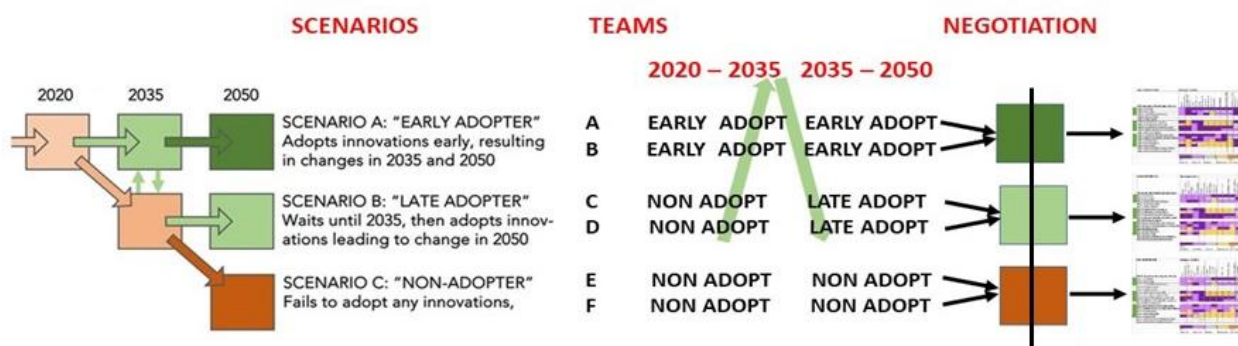 SCENARIOS
TEAMS
NEGOTIATION
2020 – 2035
2035 – 2050
2020
2035
2050
SCENARIO A: “EARLY ADOPTER”
Adopts innovations early, resulting
in changes in 2035 and 2050
SCENARIO B: “LATE ADOPTER”
Waits until 2035, then adopts innov-
ations leading to change in 2050
SCENARIO C: “NON-ADOPTER”
Fails to adopt any innovations,
A EARLY ADOPT EARLY ADOPT
B EARLY ADOPT EARLY ADOPT
C NON ADOPT LATE ADOPT
D NON ADOPT LATE ADOPT
E NON ADOPT NON ADOPT
F NON ADOPT NON ADOPT